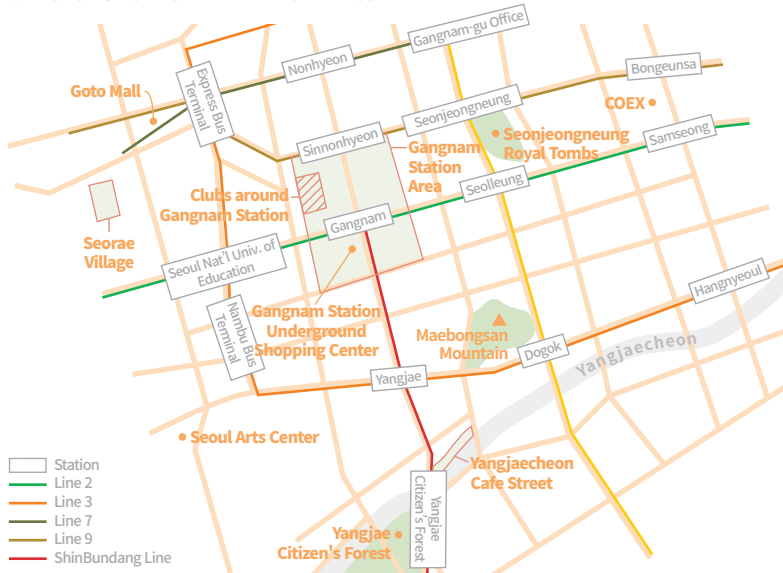 Gangnam-gu Office
Nonhyeon
Express Bus
Terminal
Goto Mall
Bongeunsa
COEX
Seonjeongneung
Sinnonhyeon
Gangnam
Station
Area
Seonjeongneung
Royal Tombs
Samseong
Seolleung
Clubs around
Gangnam Station
Gangnam
Seorae
Village
Seoul Nat'l Univ. of
Education
Hangnyeoul
Nambu Bus
Terminal
Gangnam Station
Underground
Shopping Center
Maebongsan
Mountain
Dogok
Yangjaecheon
Yangjae
Seoul Arts Center
Yangjaecheon
Cafe Street
Yangjae
Citizen's Forest
Yangjae
Citizen's Forest
Station
Line 2
Line 3
Line 7
Line 9
ShinBundang Line